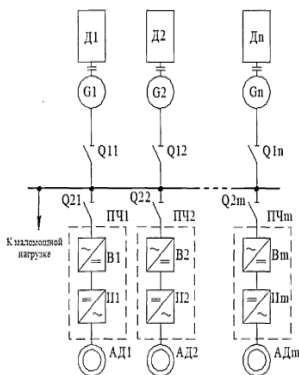 Д1 Д2 Дn
G1 G2 Gn
Q11 Q12 Q1n
Q21 Q22 Q2m
К маломощной
нагрузке
ПЧ1 ПЧ2 ПЧm
В1 В2 Вm
И1 И2 Иm
АД1 АД2 АДm